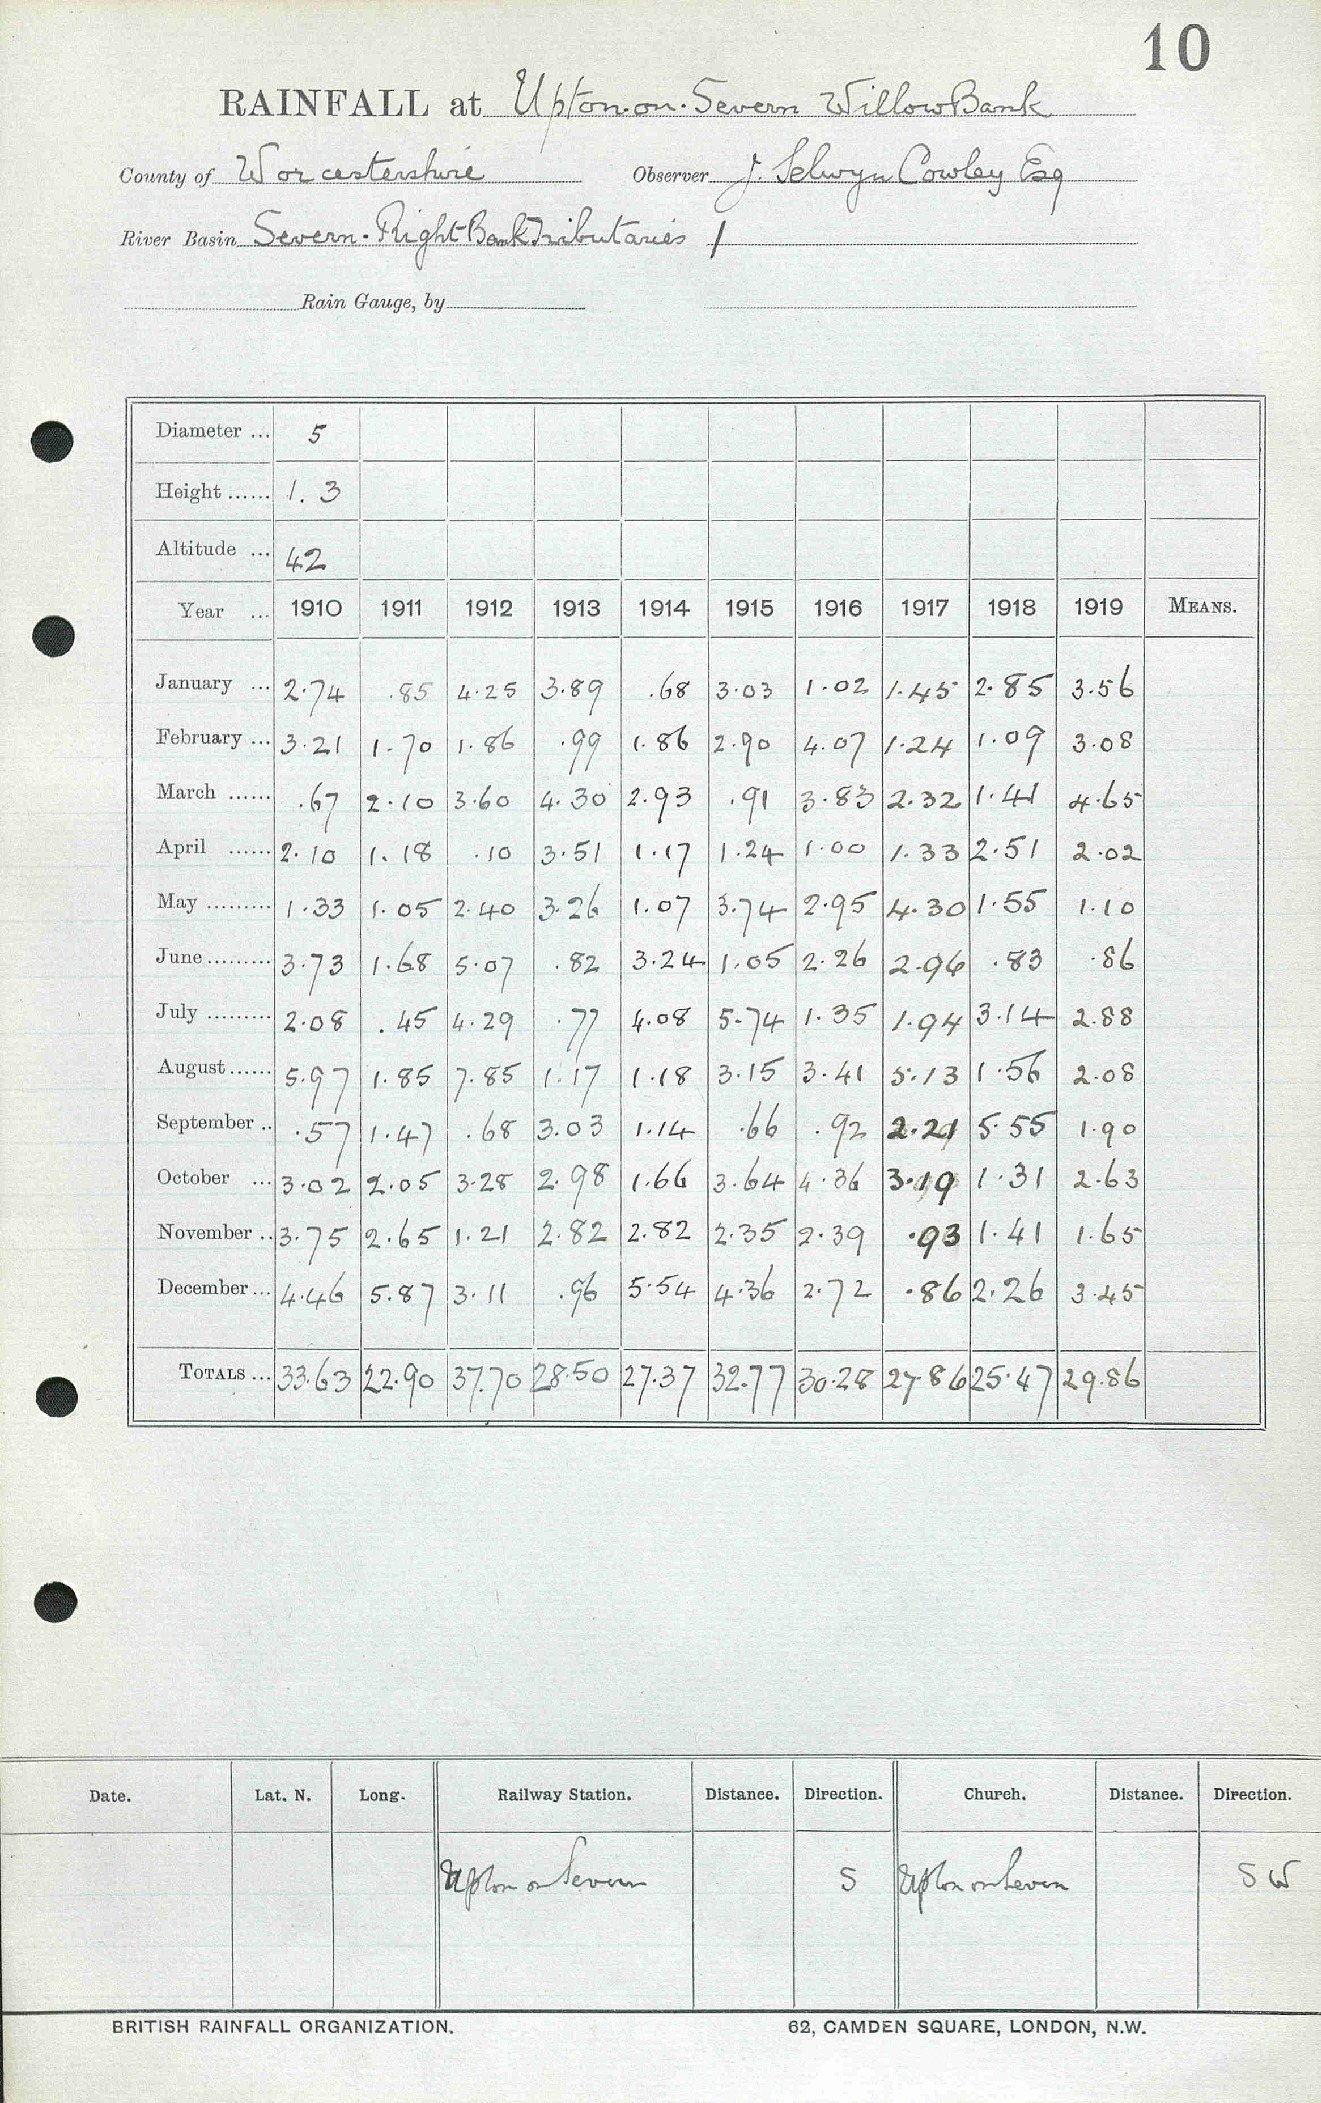 10
RAINFALL at Upton-on-Severn Willow Bank
County of Worcestershire Observer J. Selwyn Cowley Esq
River Basin Severn. Right Bank Tributaries 1
Rain Gauge, by
Diameter ... 5
Height ...... 1.3
Altitude ... 42
Year ... 1910 1911 1912 1913 1914 1915 1916 1917 1918 1919 MEANS.
January ... 2.74 .85 4.25 3.89 .68 3.03 1.02 1.45 2.85 3.56
February ... 3.21 1.70 1.86 .99 1.86 2.90 4.07 1.24 1.09 3.08
March ...... .67 2.10 3.60 4.30 2.93 .91 3.83 2.32 1.41 4.65
April ...... 2.10 1.18 .10 3.51 1.17 1.24 1.00 1.33 2.51 2.02
May ......... 1.33 1.05 2.40 3.26 1.07 3.74 2.95 4.30 1.55 1.10
June ......... 3.73 1.68 5.07 .82 3.24 1.05 2.26 2.96 .83 .86
July ......... 2.08 .45 4.29 .77 4.08 5.74 1.35 1.94 3.14 2.88
August ...... 5.97 1.85 7.85 1.17 1.18 3.15 3.41 5.13 1.56 2.08
September .. .57 1.47 .68 3.03 1.14 .66 .92 2.21 5.55 1.90
October ... 3.02 2.05 3.28 2.98 1.66 3.64 4.36 3.19 1.31 2.63
November .. 3.75 2.65 1.21 2.82 2.82 2.35 2.39 .93 1.41 1.65
December ... 4.46 5.87 3.11 .96 5.54 4.36 2.72 .86 2.26 3.45
TOTALS ... 33.63 22.90 37.70 28.50 27.37 32.77 30.28 27.86 25.47 29.86
Date. Lat. N. Long. Railway Station. Distance. Direction. Church. Distance. Direction.
Upton on Severn S Upton on Severn SW
BRITISH RAINFALL ORGANIZATION. 62, CAMDEN SQUARE, LONDON, N.W.